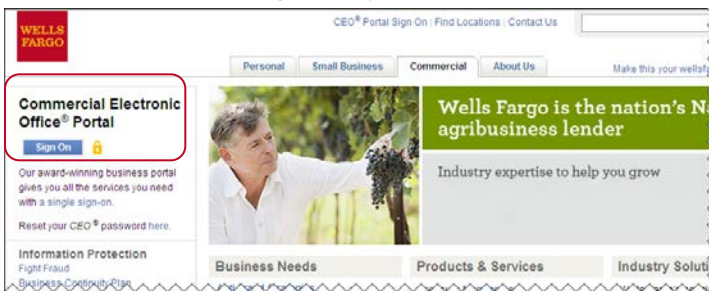 WELLS
FARGO
CEO® Portal Sign On | Find Locations | Contact Us
Personal
Small Business
Commercial
About Us
Make this your
Commercial Electronic
Office® Portal
Sign On
Our award-winning business portal
gives you all the services you need
with a single sign-on.
Reset your CEO® password here.
Information Protection
Fight Fraud
Business Continuity Plan
Wells Fargo is the nation's
agribusiness lender
Industry expertise to help you grow
Business Needs
Products & Services
Industry